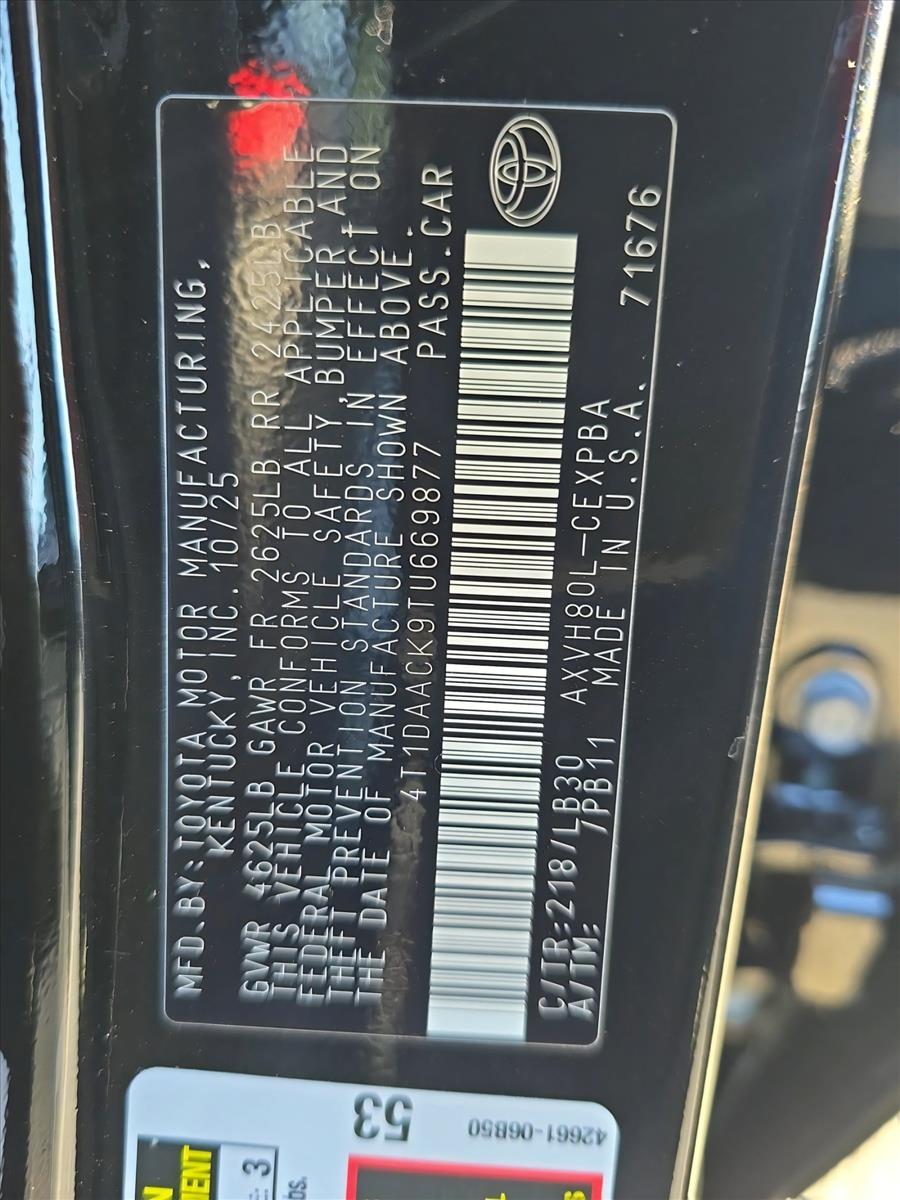 MFD.BY:TOYOTA MOTOR MANUFACTURING,
KENTUCKY, INC. 10/25
GVWR 4625LB GAWR FR 2625LB RR 2425LB
THIS VEHICLE CONFORMS TO ALL APPLICABLE
FEDERAL MOTOR VEHICLE SAFETY,BUMPER AND
THEFT PREVENTION STANDARDS IN EFFECT ON
THE DATE OF MANUFACTURE SHOWN ABOVE.
4T1DAACK9TU669877 PASS.CAR
C/TR:218/LB30 AXVH80L-CEXPBA
A/TM: /PB11 MADE IN U.S.A. 71676
42661-06B50
53
3